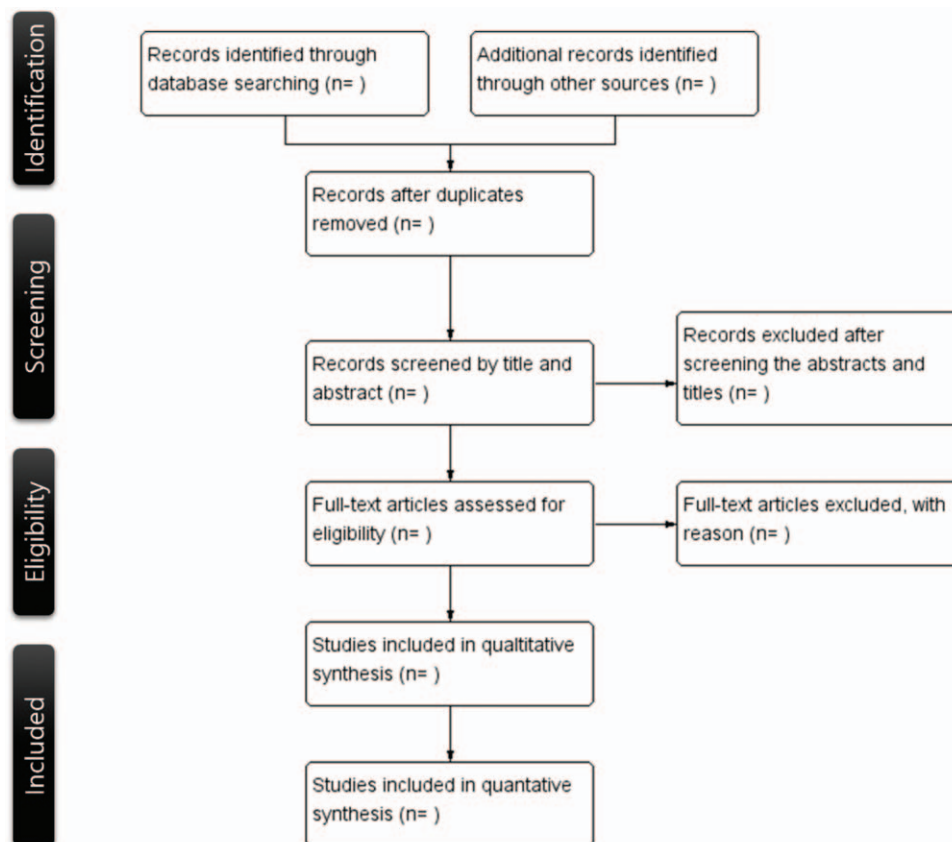 Identification
Records identified through
database searching (n= )
Additional records identified
through other sources (n= )
Records after duplicates
removed (n= )
Screening
Records screened by title and
abstract (n= )
Records excluded after
screening the abstracts and
titles (n= )
Eligibility
Full-text articles assessed for
eligibility (n= )
Full-text articles excluded, with
reason (n= )
Included
Studies included in qualtitative
synthesis (n= )
Studies included in quantative
synthesis (n= )